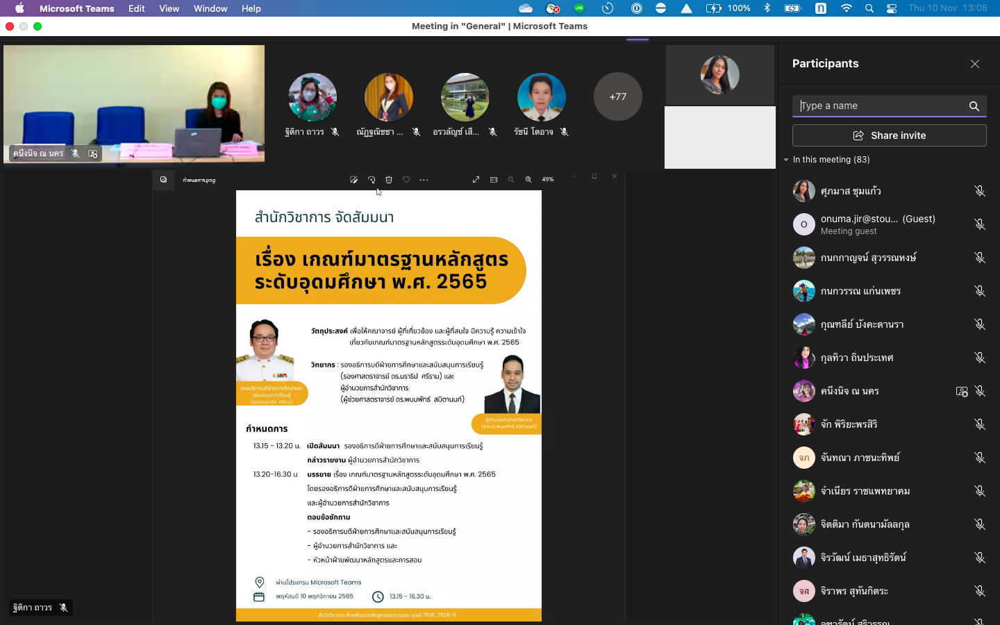 Microsoft Teams Edit View Window Help
100% ก Thu 10 Nov 13:08
Meeting in "General" | Microsoft Teams
คนึงนิจ ณ นคร
ฐิติกา ถาวร
ณัฏฐณิชชา ...
อรวลัญช์ เสี...
รัชนี โตอาจ
+77
กำหนดการ.png
49%
สำนักวิชาการ จัดสัมมนา
เรื่อง เกณฑ์มาตรฐานหลักสูตร
ระดับอุดมศึกษา พ.ศ. 2565
วัตถุประสงค์ เพื่อให้คณาจารย์ ผู้ที่เกี่ยวข้อง และผู้ที่สนใจ มีความรู้ ความเข้าใจ
เกี่ยวกับเกณฑ์มาตรฐานหลักสูตรระดับอุดมศึกษา พ.ศ. 2565
วิทยากร : รองอธิการบดีฝ่ายการศึกษาและสนับสนุนการเรียนรู้
(รองศาสตราจารย์ ดร.นราธิป ศรีราม) และ
ผู้อำนวยการสำนักวิชาการ
(ผู้ช่วยศาสตราจารย์ ดร.พนมพัทธ์ สมิตานนท์)
รองอธิการบดีฝ่ายการศึกษาและ
สนับสนุนการเรียนรู้
(รศ.ดร.นราธิป ศรีราม)
ผู้อำนวยการสำนักวิชาการ
(ผศ.ดร.พนมพัทธ์ สมิตานนท์)
กำหนดการ
13.15 - 13.20 น. เปิดสัมมนา รองอธิการดีฝ่ายการศึกษาและสนับสนุนการเรียนรู้
กล่าวรายงาน ผู้อำนวยการสำนักวิชาการ
13.20-16.30 น บรรยาย เรื่อง เกณฑ์มาตรฐานหลักสูตรระดับอุดมศึกษา พ.ศ. 2565
โดยรองอธิการดีฝ่ายการศึกษาและสนับสนุนการเรียนรู้
และผู้อำนวยการสำนักวิชาการ
ตอบข้อซักถาม
- รองอธิการบดีฝ่ายการศึกษาและสนับสนุนการเรียนรู้
- ผู้อำนวยการสำนักวิชาการ และ
- หัวหน้าฝ่ายพัฒนาหลักสูตรและการสอน
ผ่านโปรแกรม Microsoft Teams
พฤหัสบดี 10 พฤศจิกายน 2565 13.15 - 16.30 น.
สำนักวิชาการ ฝ่ายพัฒนาหลักสูตรและการสอน เบอร์ 7526 ,7528-9
ฐิติกา ถาวร
Participants
Type a name
Share invite
In this meeting (83)
ศุภมาส ชุมแก้ว
O onuma.jir@stou... (Guest)
Meeting guest
กนกกาญจน์ สุวรรณหงษ์
กนกวรรณ แก่นเพชร
กุณฑลีย์ บังคะดานรา
กุลทิวา ถิ่นประเทศ
คนึงนิจ ณ นคร
จัก พิริยะพรสิริ
จภ จันทณา ภาชนะทิพย์
จำเนียร ราชแพทยาคม
จิตติมา กันตนามัลลกุล
จิรวัฒน์ เมธาสุทธิรัตน์
จส จิราพร สุทันกิตระ